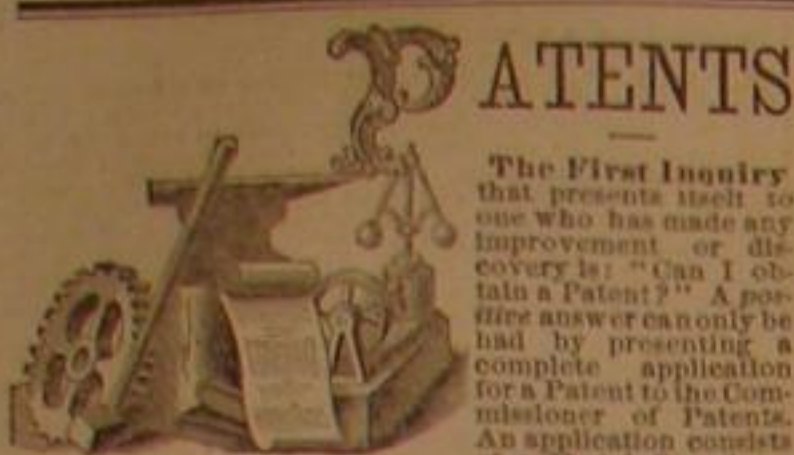 PATENTS
The First Inquiry
that presents itself to
one who has made any
improvement or dis-
covery is: "Can I ob-
tain a Patent?" A pos-
itive answer can only be
had by presenting a
complete application
for a Patent to the Com-
missioner of Patents.
An application consists